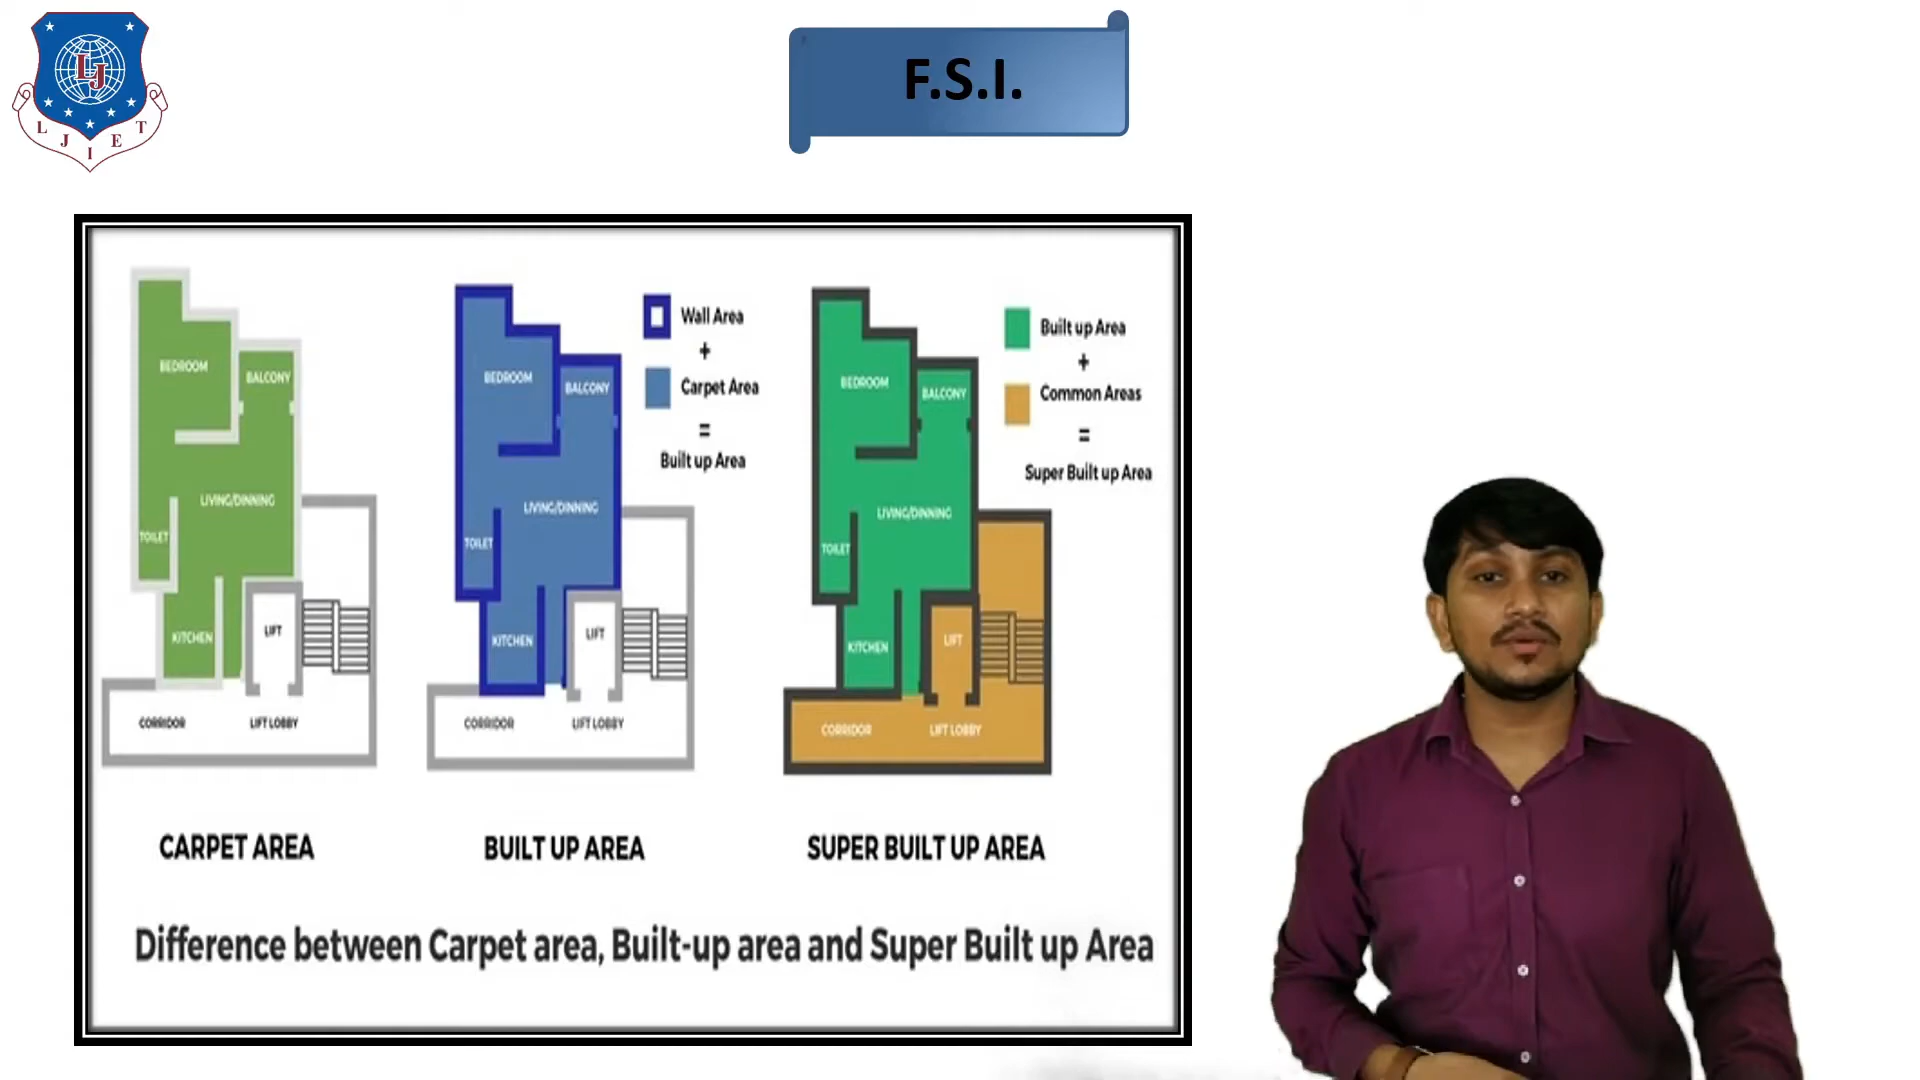 L J I E T
LJ
F.S.I.
BEDROOM
BALCONY
LIVING/DINNING
TOILET
KITCHEN
LIFT
CORRIDOR
LIFT LOBBY
CARPET AREA
BEDROOM
BALCONY
LIVING/DINNING
TOILET
KITCHEN
LIFT
CORRIDOR
LIFT LOBBY
Wall Area
+
Carpet Area
=
Built up Area
BUILT UP AREA
BEDROOM
BALCONY
LIVING/DINNING
TOILET
KITCHEN
LIFT
CORRIDOR
LIFT LOBBY
Built up Area
+
Common Areas
=
Super Built up Area
SUPER BUILT UP AREA
Difference between Carpet area, Built-up area and Super Built up Area